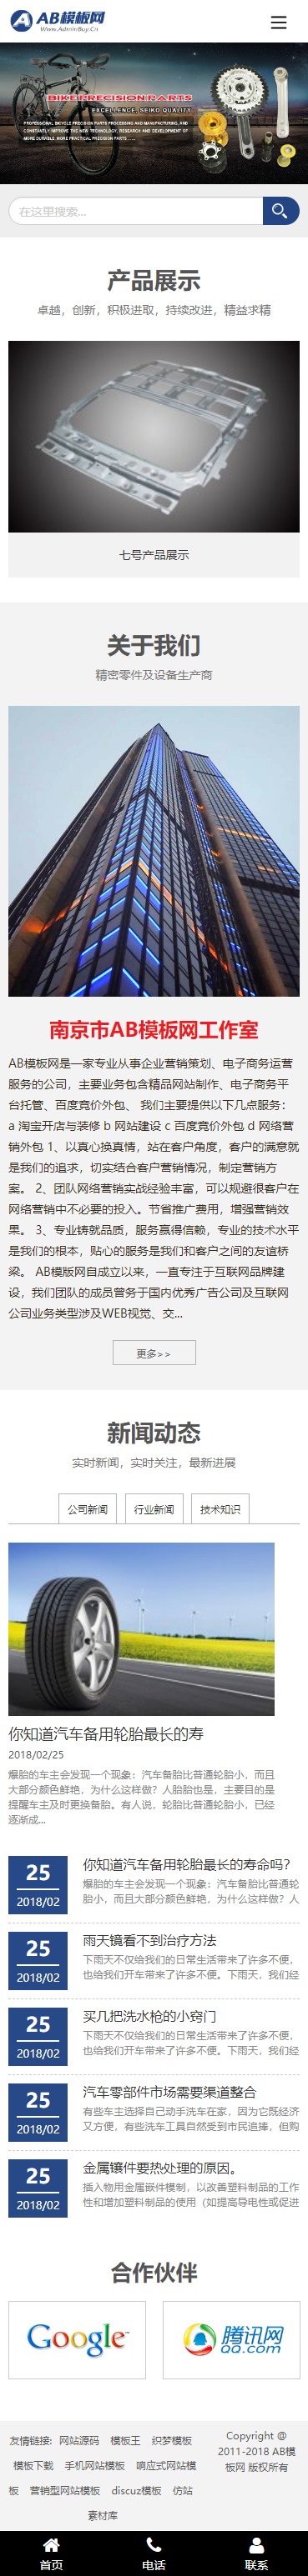 AB模板网
Www.AdminBuy.Cn
BIKE PRECISION PARTS
EXCELLENT, SEIKO QUALITY
PROFESSIONAL BICYCLE PRECISION PARTS PROCESSING AND MANUFACTURING, AND
CONSTANTLY IMPROVE THE NEW TECHNOLOGY, RESEARCH AND DEVELOPMENT OF
MORE DURABLE, MORE PRACTICAL PRECISION PARTS.....
在这里搜索...
产品展示
卓越，创新，积极进取，持续改进，精益求精
七号产品展示
关于我们
精密零件及设备生产商
南京市AB模板网工作室
AB模板网是一家专业从事企业营销策划、电子商务运营
服务的公司，主要业务包含精品网站制作、电子商务平
台托管、百度竞价外包、 我们主要提供以下几点服务：
a 淘宝开店与装修 b 网站建设 c 百度竞价外包 d 网络营
销外包 1、以真心换真情，站在客户角度，客户的满意就
是我们的追求，切实结合客户营销情况，制定营销方
案。 2、团队网络营销实战经验丰富，可以规避很客户在
网络营销中不必要的投入。节省推广费用，增强营销效
果。 3、专业铸就品质，服务赢得信赖，专业的技术水平
是我们的根本，贴心的服务是我们和客户之间的友谊桥
梁。 AB模版网自成立以来，一直专注于互联网品牌建
设，我们团队的成员曾务于国内优秀广告公司及互联网
公司业务类型涉及WEB视觉、交...
更多>>
新闻动态
实时新闻，实时关注，最新进展
公司新闻 行业新闻 技术知识
你知道汽车备用轮胎最长的寿
2018/02/25
爆胎的车主会发现一个现象：汽车备胎比普通轮胎小，而且
大部分颜色鲜艳，为什么这样做？人胎胎也是，主要目的是
提醒车主及时更换备胎。有人说，轮胎比普通轮胎小，已经
逐渐成...
25
2018/02
你知道汽车备用轮胎最长的寿命吗？
爆胎的车主会发现一个现象：汽车备胎比普通轮
胎小，而且大部分颜色鲜艳，为什么这样做？人
25
2018/02
雨天镜看不到治疗方法
下雨天不仅给我们的日常生活带来了许多不便，
也给我们开车带来了许多不便。下雨天，我们经
25
2018/02
买几把洗水枪的小窍门
下雨天不仅给我们的日常生活带来了许多不便，
也给我们开车带来了许多不便。下雨天，我们经
25
2018/02
汽车零部件市场需要渠道整合
有些车主选择自己动手洗车在家，因为它既经济
又方便，有些洗车工具自然受到市民追捧，但购
25
2018/02
金属镶件要热处理的原因。
插入物用金属嵌件模制，以改善塑料制品的工作
性和增加塑料制品的使用（如提高导电性或促进
合作伙伴
Google
腾讯网
QQ.com
友情链接: 网站源码 模板王 织梦模板
模板下载 手机网站模板 响应式网站模
板 营销型网站模板 discuz模板 仿站
素材库
Copyright @
2011-2018 AB模
板网 版权所有
首页 电话 联系